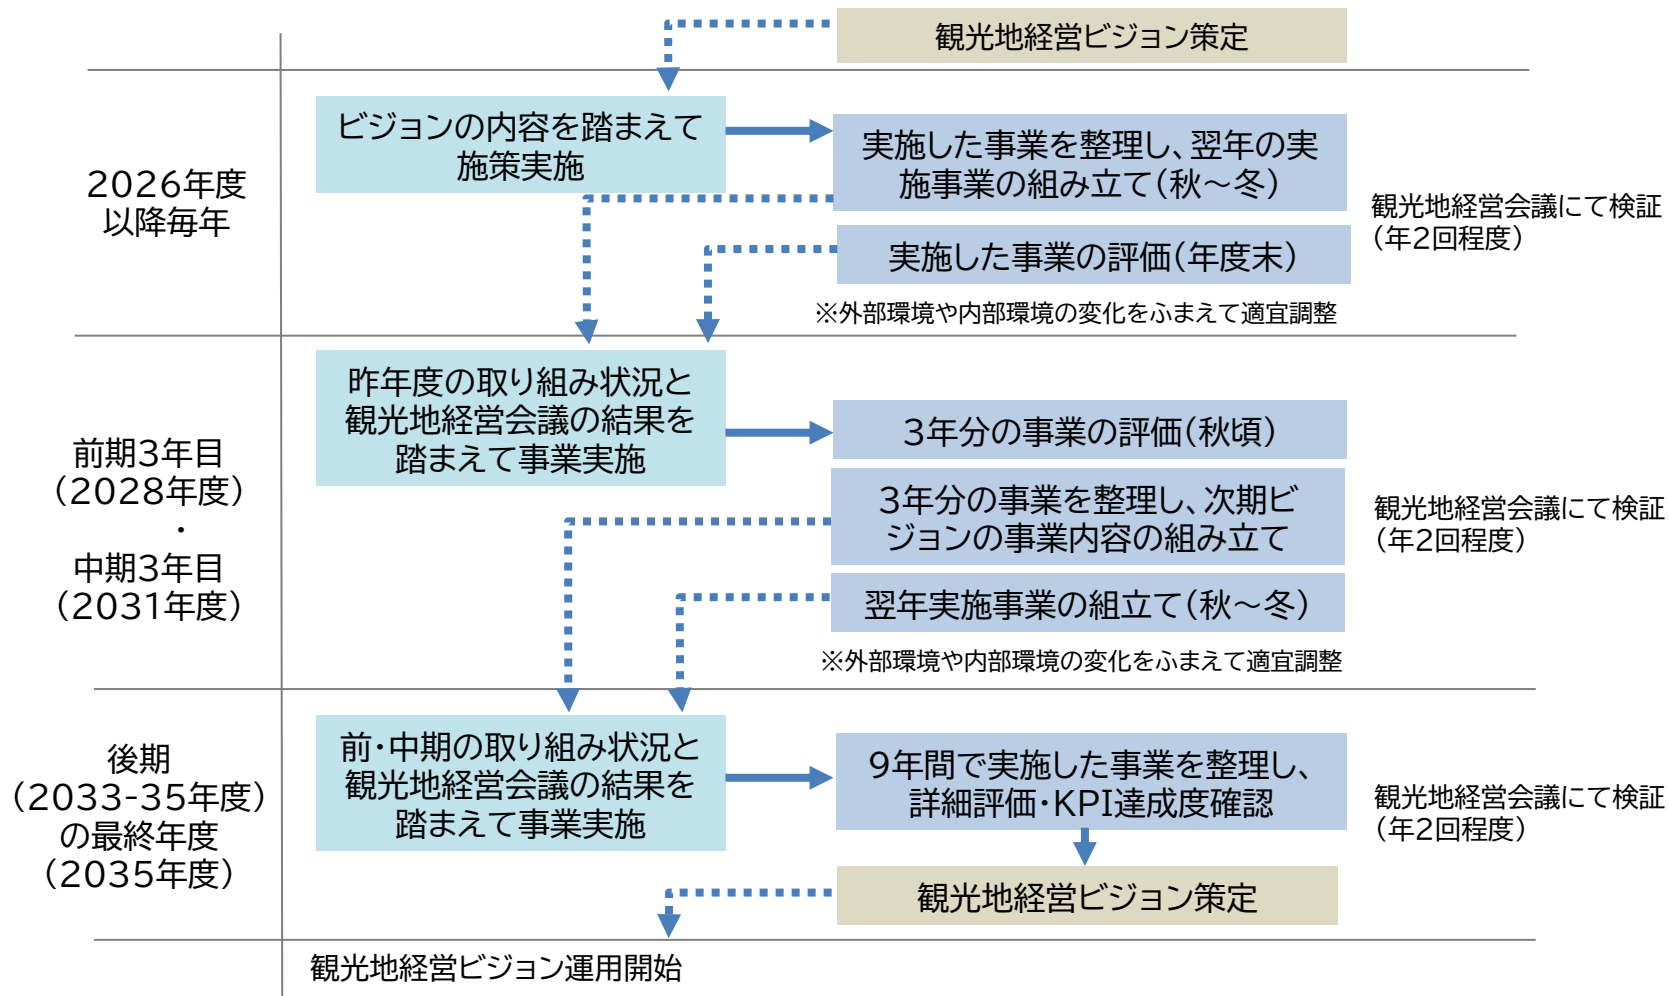 観光地経営ビジョン策定
2026年度
以降毎年
ビジョンの内容を踏まえて
施策実施
実施した事業を整理し、翌年の実
施事業の組み立て（秋～冬）
実施した事業の評価（年度末）
※外部環境や内部環境の変化をふまえて適宜調整
観光地経営会議にて検証
（年2回程度）
前期3年目
（2028年度）
・
中期3年目
（2031年度）
昨年度の取り組み状況と
観光地経営会議の結果を
踏まえて事業実施
3年分の事業の評価（秋頃）
3年分の事業を整理し、次期ビ
ジョンの事業内容の組み立て
翌年実施事業の組立て（秋～冬）
※外部環境や内部環境の変化をふまえて適宜調整
観光地経営会議にて検証
（年2回程度）
後期
（2033-35年度）
の最終年度
（2035年度）
前・中期の取り組み状況と
観光地経営会議の結果を
踏まえて事業実施
9年間で実施した事業を整理し、
詳細評価・KPI達成度確認
観光地経営会議にて検証
（年2回程度）
観光地経営ビジョン策定
観光地経営ビジョン運用開始